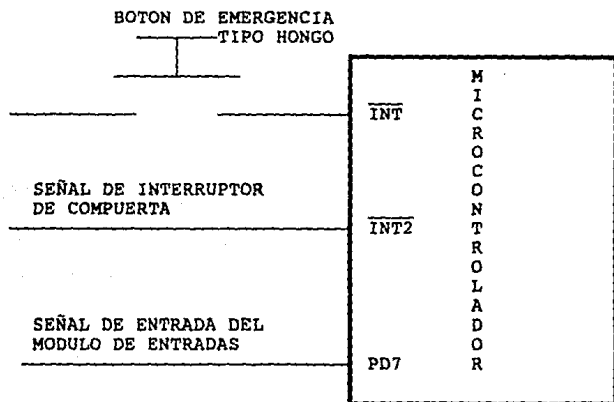 BOTON DE EMERGENCIA
TIPO HONGO
INT
SEÑAL DE INTERRUPTOR
DE COMPUERTA
INT2
SEÑAL DE ENTRADA DEL
MODULO DE ENTRADAS
PD7
MICROCONTROLADOR